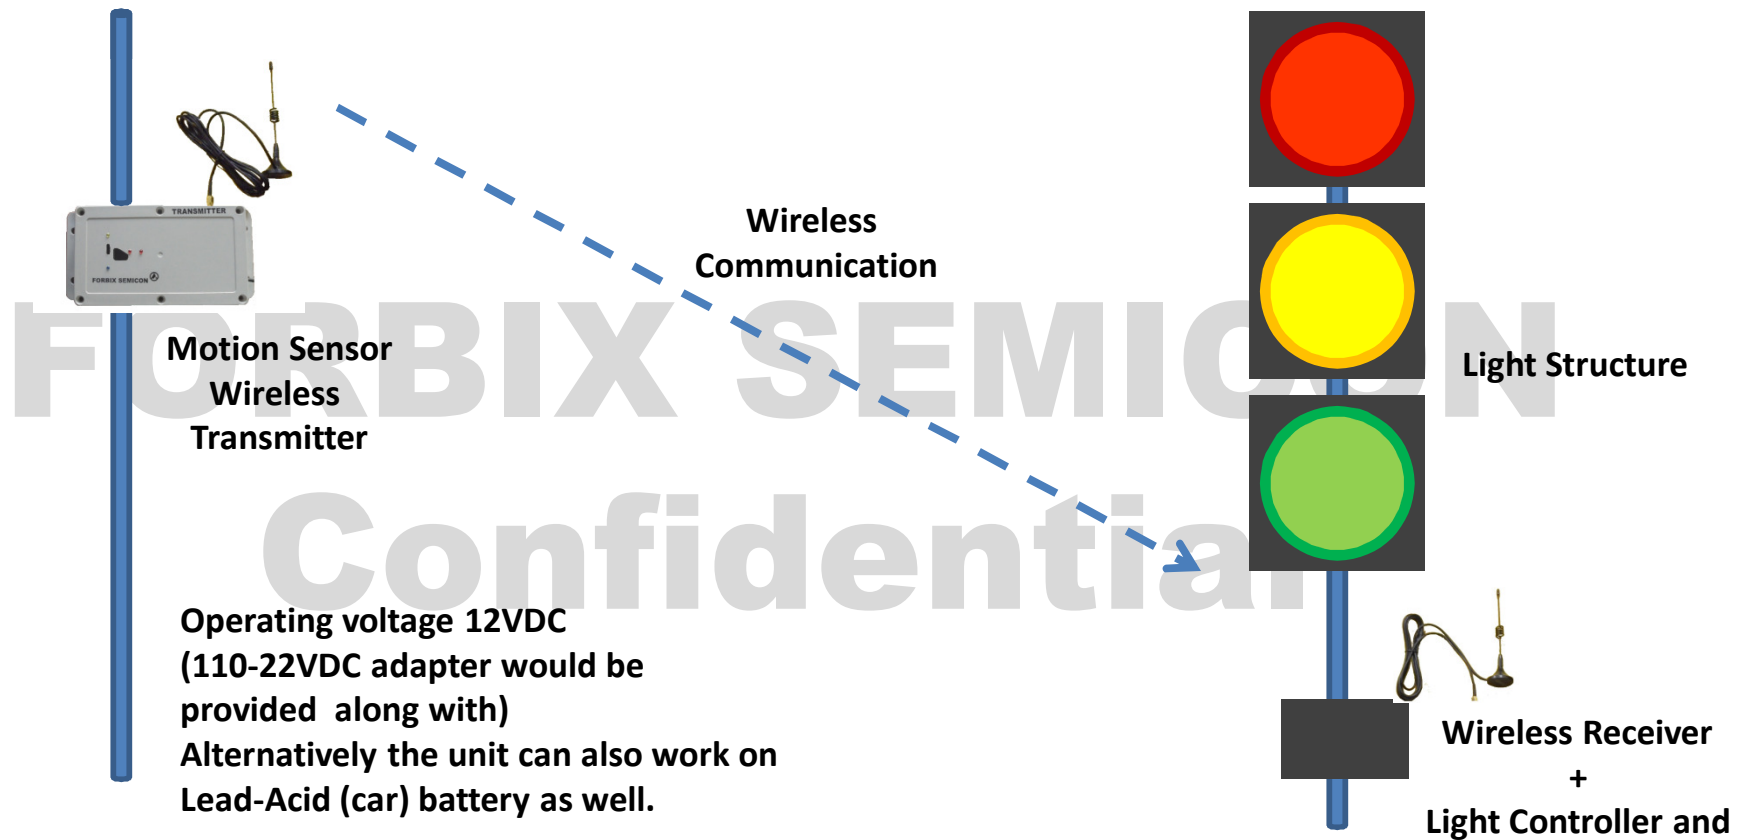 TRANSMITTER
FORBIX SEMICON
Wireless
Communication
FORBIX SEMICON
Motion Sensor
Wireless
Transmitter
Light Structure
Confidential
Operating voltage 12VDC
(110-22VDC adapter would be
provided along with)
Alternatively the unit can also work on
Lead-Acid (car) battery as well.
Wireless Receiver
+
Light Controller and